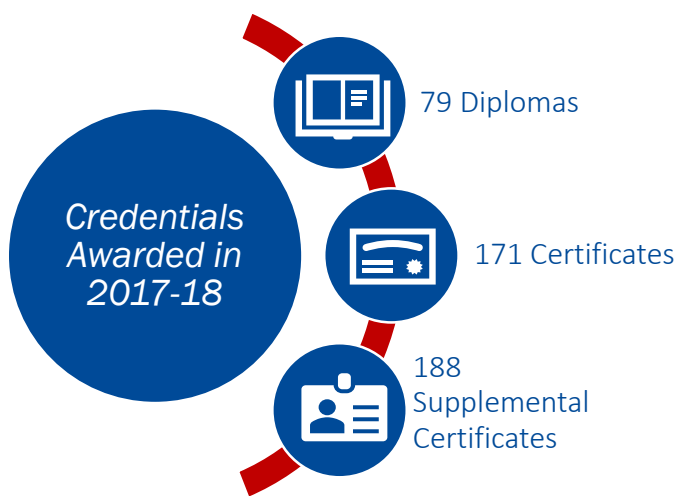 79 Diplomas
Credentials
Awarded in
2017-18
171 Certificates
188
Supplemental
Certificates